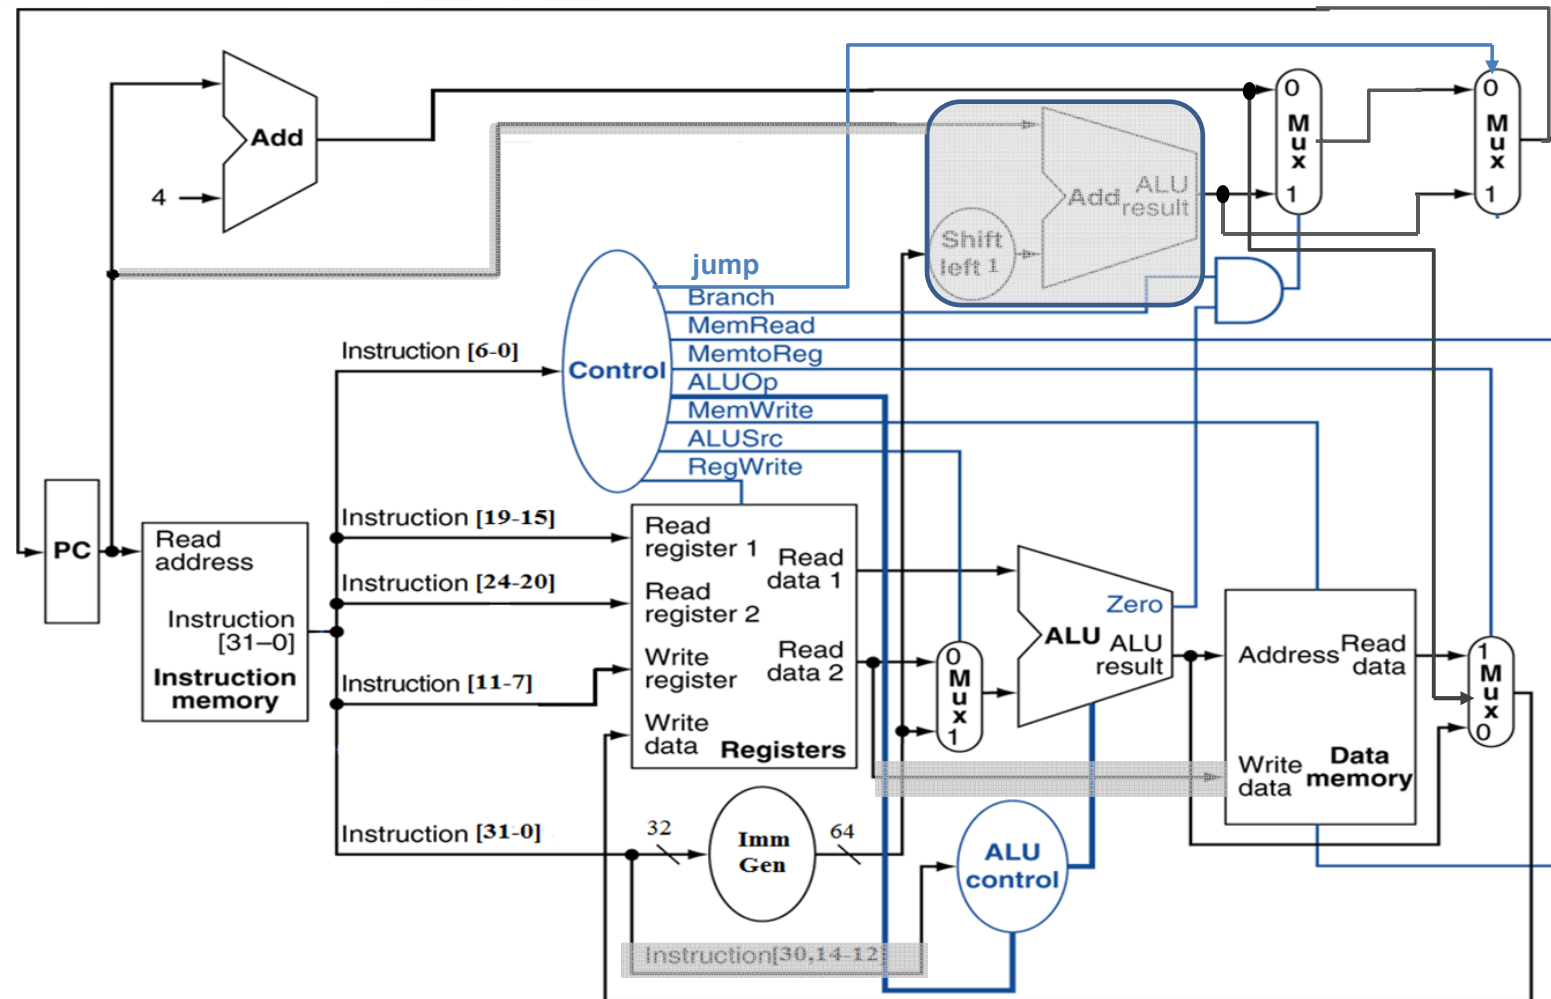 jump
Branch
MemRead
MemtoReg
ALUOp
MemWrite
ALUSrc
RegWrite
Control
Add
4
Add
ALU
result
Shift
left 1
0
M
u
x
1
0
M
u
x
1
Instruction [6-0]
Instruction [19-15]
Instruction [24-20]
Instruction [11-7]
Instruction [31-0]
Instruction[30,14-12]
PC
Read
address
Instruction
[31–0]
Instruction
memory
Read
register 1
Read
register 2
Write
register
Write
data
Read
data 1
Read
data 2
Registers
0
M
u
x
1
Zero
ALU
ALU
result
Address
Read
data
Write
data
Data
memory
1
M
u
x
0
32
Imm
Gen
64
ALU
control